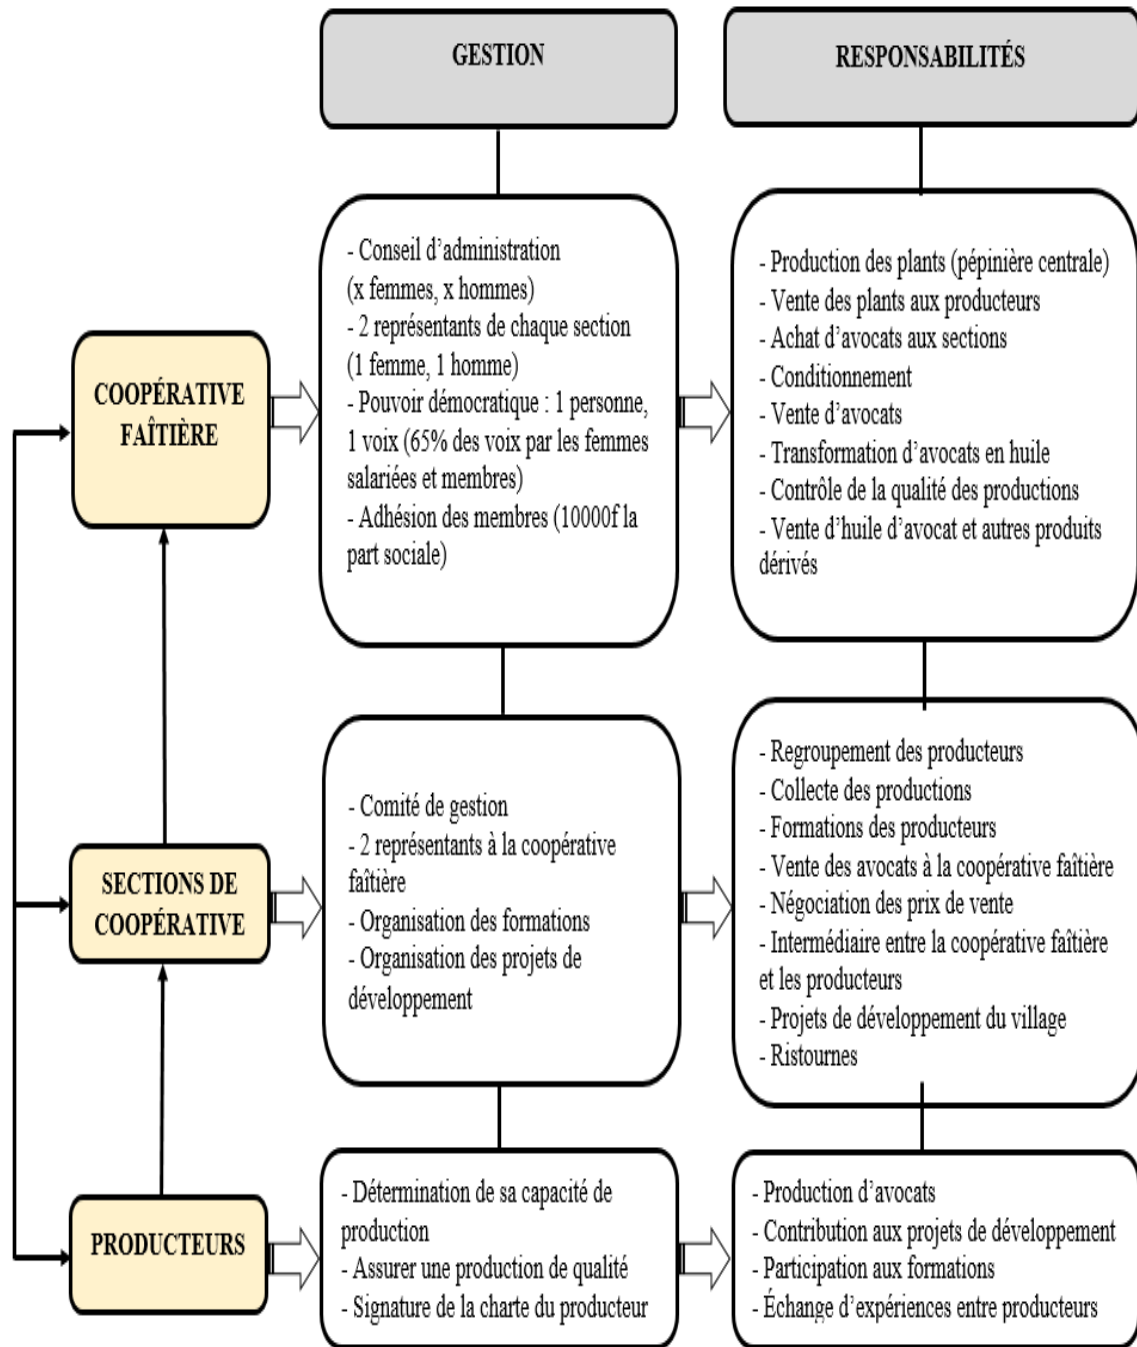 GESTION
RESPONSABILITÉS
COOPÉRATIVE
FAÎTIÈRE
- Conseil d’administration
(x femmes, x hommes)
- 2 représentants de chaque section
(1 femme, 1 homme)
- Pouvoir démocratique : 1 personne,
1 voix (65% des voix par les femmes
salariées et membres)
- Adhésion des membres (10000f la
part sociale)
- Production des plants (pépinière centrale)
- Vente des plants aux producteurs
- Achat d’avocats aux sections
- Conditionnement
- Vente d’avocats
- Transformation d’avocats en huile
- Contrôle de la qualité des productions
- Vente d’huile d’avocat et autres produits
dérivés
SECTIONS DE
COOPÉRATIVE
- Comité de gestion
- 2 représentants à la coopérative
faîtière
- Organisation des formations
- Organisation des projets de
développement
- Regroupement des producteurs
- Collecte des productions
- Formations des producteurs
- Vente des avocats à la coopérative faîtière
- Négociation des prix de vente
- Intermédiaire entre la coopérative faîtière
et les producteurs
- Projets de développement du village
- Ristournes
PRODUCTEURS
- Détermination de sa capacité de
production
- Assurer une production de qualité
- Signature de la charte du producteur
- Production d’avocats
- Contribution aux projets de développement
- Participation aux formations
- Échange d’expériences entre producteurs